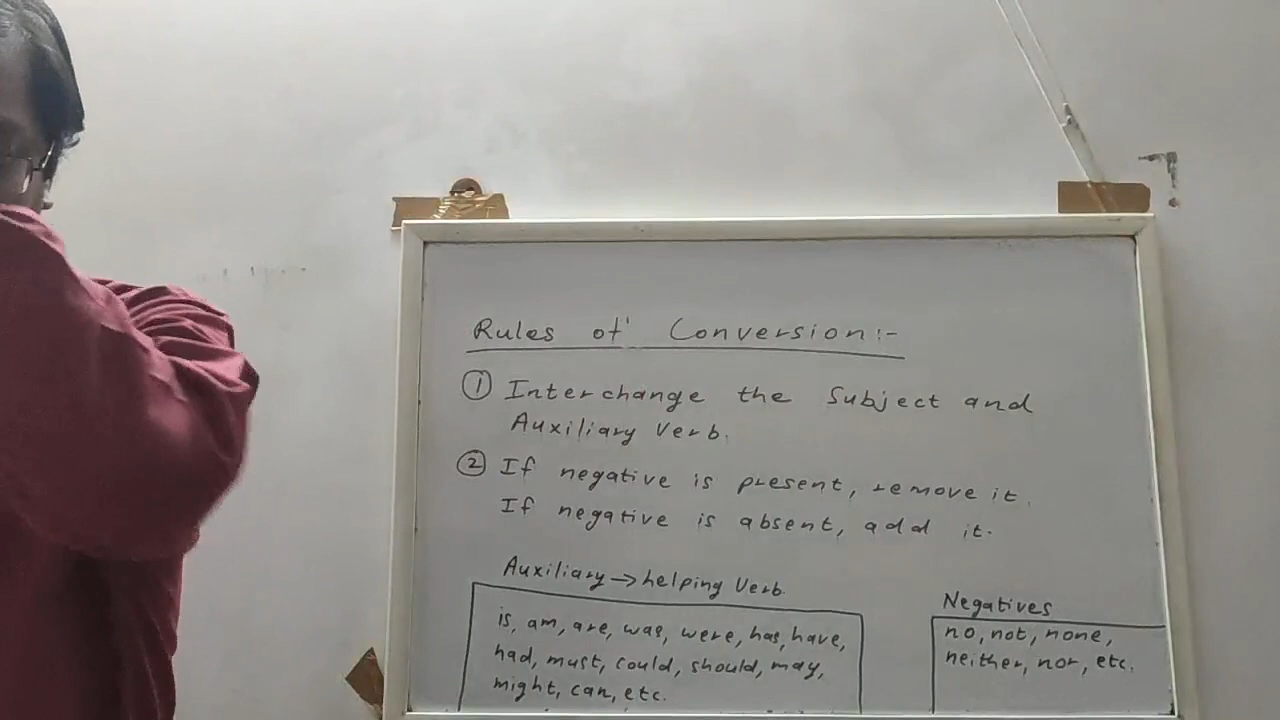 Rules of Conversion:-
① Interchange the Subject and
Auxiliary Verb.
② If negative is present, remove it.
If negative is absent, add it.
Auxiliary → helping Verb.
is, am, are, was, were, has, have,
had, must, could, should, may,
might, can, etc.
Negatives
no, not, none,
neither, nor, etc.